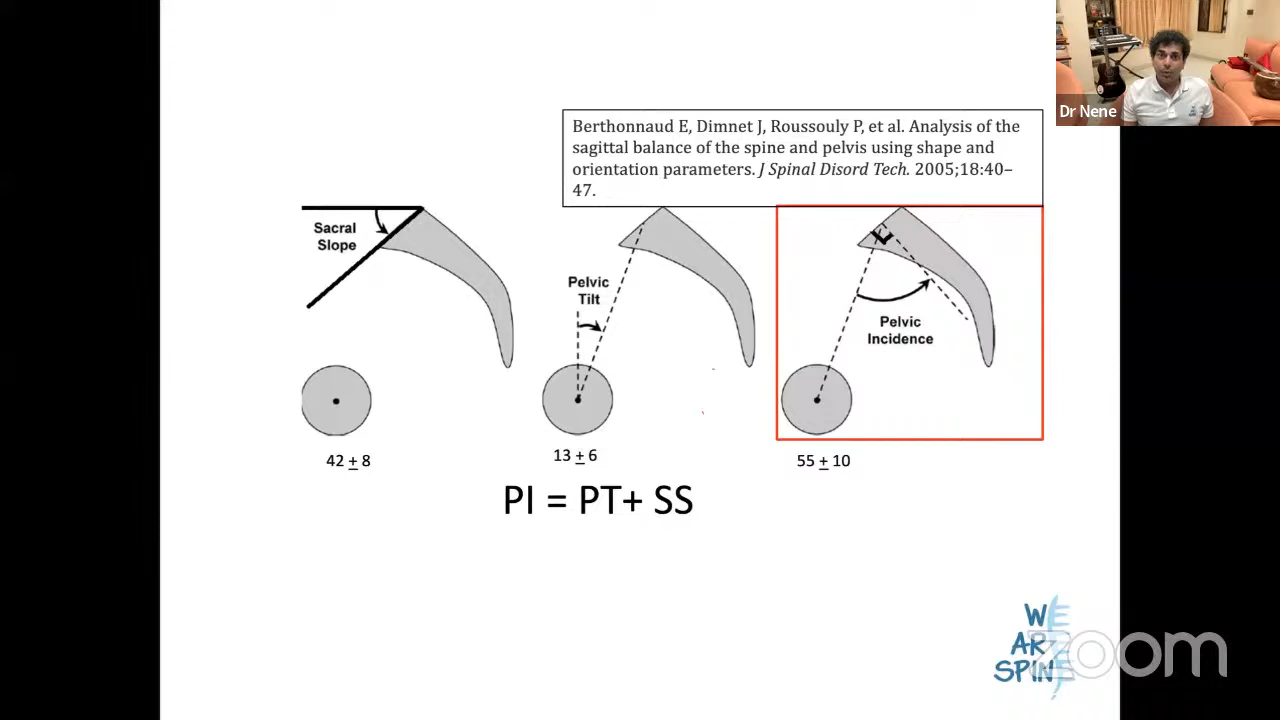 Dr Nene
Berthonnaud E, Dimnet J, Roussouly P, et al. Analysis of the
sagittal balance of the spine and pelvis using shape and
orientation parameters. J Spinal Disord Tech. 2005;18:40–
47.
Sacral
Slope
Pelvic
Tilt
Pelvic
Incidence
42 ± 8
13 ± 6
55 ± 10
PI = PT+ SS
WE
ARE
SPINE
zoom